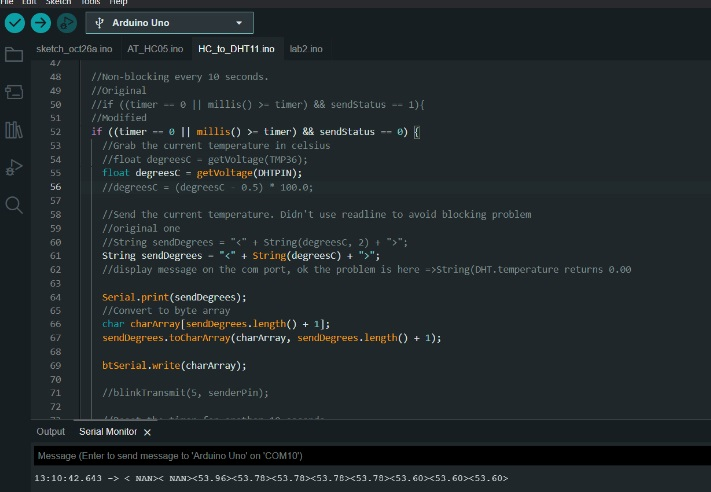 File Edit Sketch Tools Help
Arduino Uno
sketch_oct26a.ino AT_HC05.ino HC_to_DHT11.ino lab2.ino
47
48 //Non-blocking every 10 seconds.
49 //Original
50 //if ((timer == 0 || millis() >= timer) && sendStatus == 1){
51 //Modified
52 if ((timer == 0 || millis() >= timer) && sendStatus == 0) {
53 //Grab the current temperature in celsius
54 //float degreesC = getVoltage(TMP36);
55 float degreesC = getVoltage(DHTPIN);
56 //degreesC = (degreesC - 0.5) * 100.0;
57
58 //Send the current temperature. Didn't use readline to avoid blocking problem
59 //original one
60 //String sendDegrees = "<" + String(degreesC, 2) + ">";
61 String sendDegrees = "<" + String(degreesC) + ">";
62 //display message on the com port, ok the problem is here =>String(DHT.temperature returns 0.00
63
64 Serial.print(sendDegrees);
65 //Convert to byte array
66 char charArray[sendDegrees.length() + 1];
67 sendDegrees.toCharArray(charArray, sendDegrees.length() + 1);
68
69 btSerial.write(charArray);
70
71 //blinkTransmit(5, senderPin);
72
Output Serial Monitor
Message (Enter to send message to 'Arduino Uno' on 'COM10')
13:10:42.643 -> < NAN>< NAN><53.96><53.78><53.78><53.78><53.78><53.60><53.60><53.60>